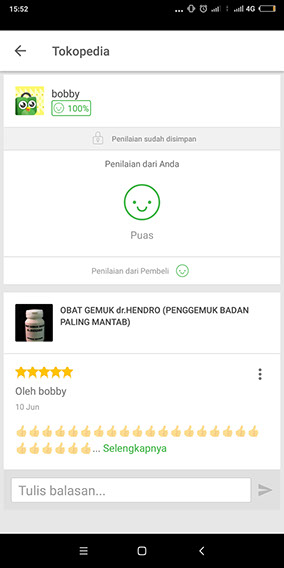 15:52
... 4G
Tokopedia
bobby
100%
Penilaian sudah disimpan
Penilaian dari Anda
Puas
Penilaian dari Pembeli
OBAT GEMUK dr.HENDRO (PENGGEMUK BADAN
PALING MANTAB)
Oleh bobby
10 Jun
👍👍👍👍👍👍👍👍👍👍👍👍👍👍👍👍
👍👍👍👍👍... Selengkapnya
Tulis balasan...